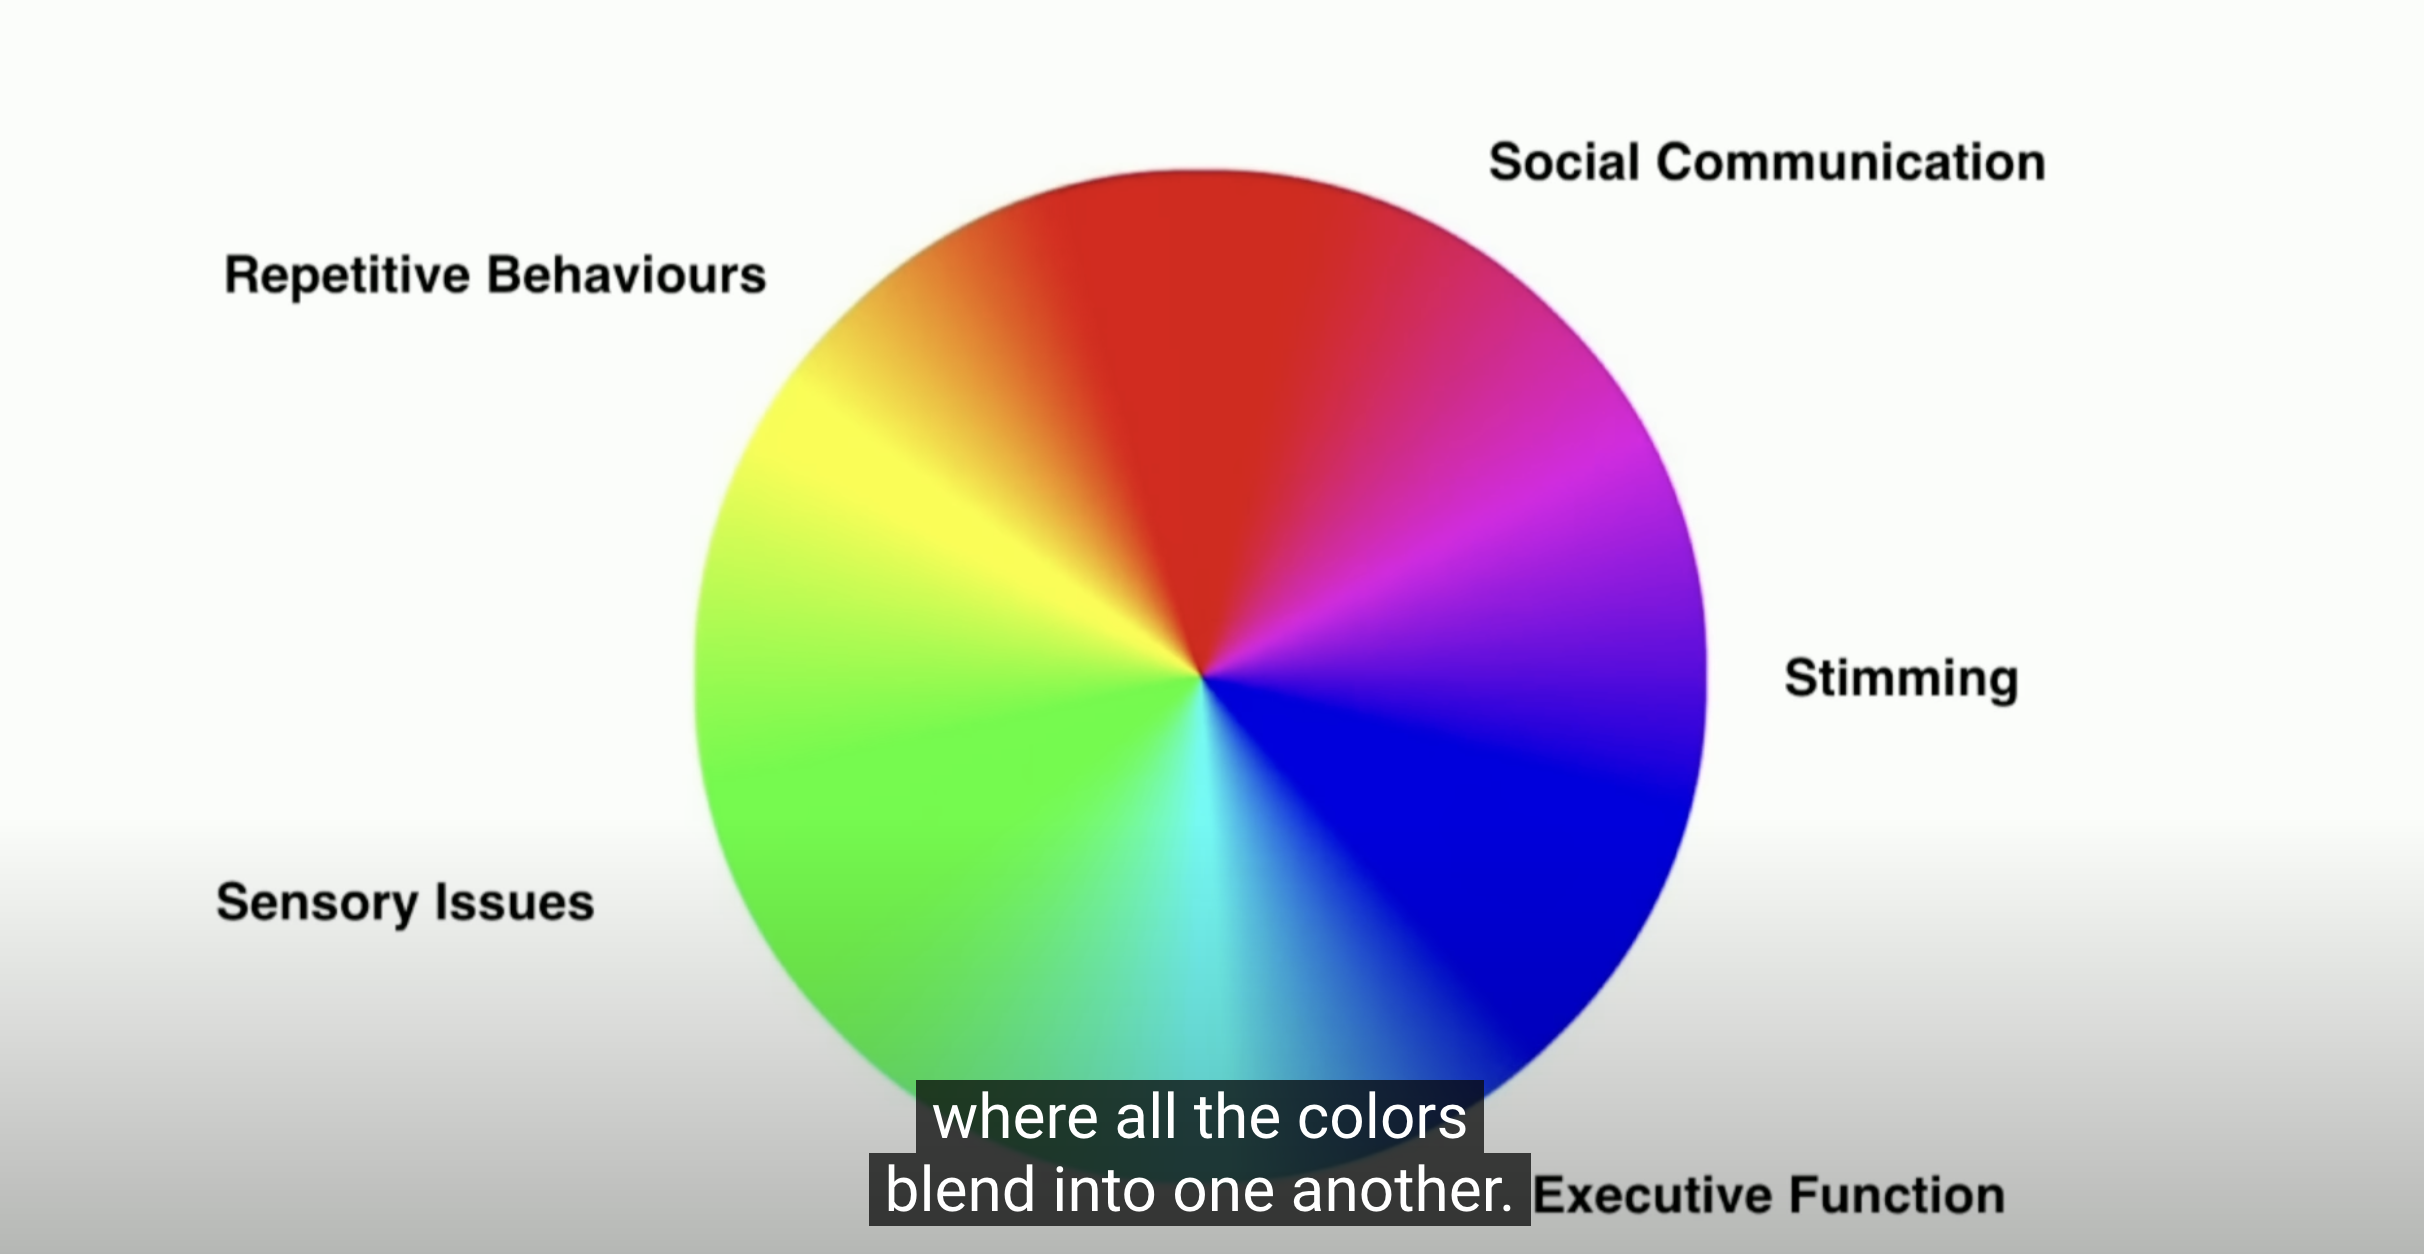 Social Communication
Repetitive Behaviours
Stimming
Sensory Issues
where all the colors
blend into one another.
Executive Function